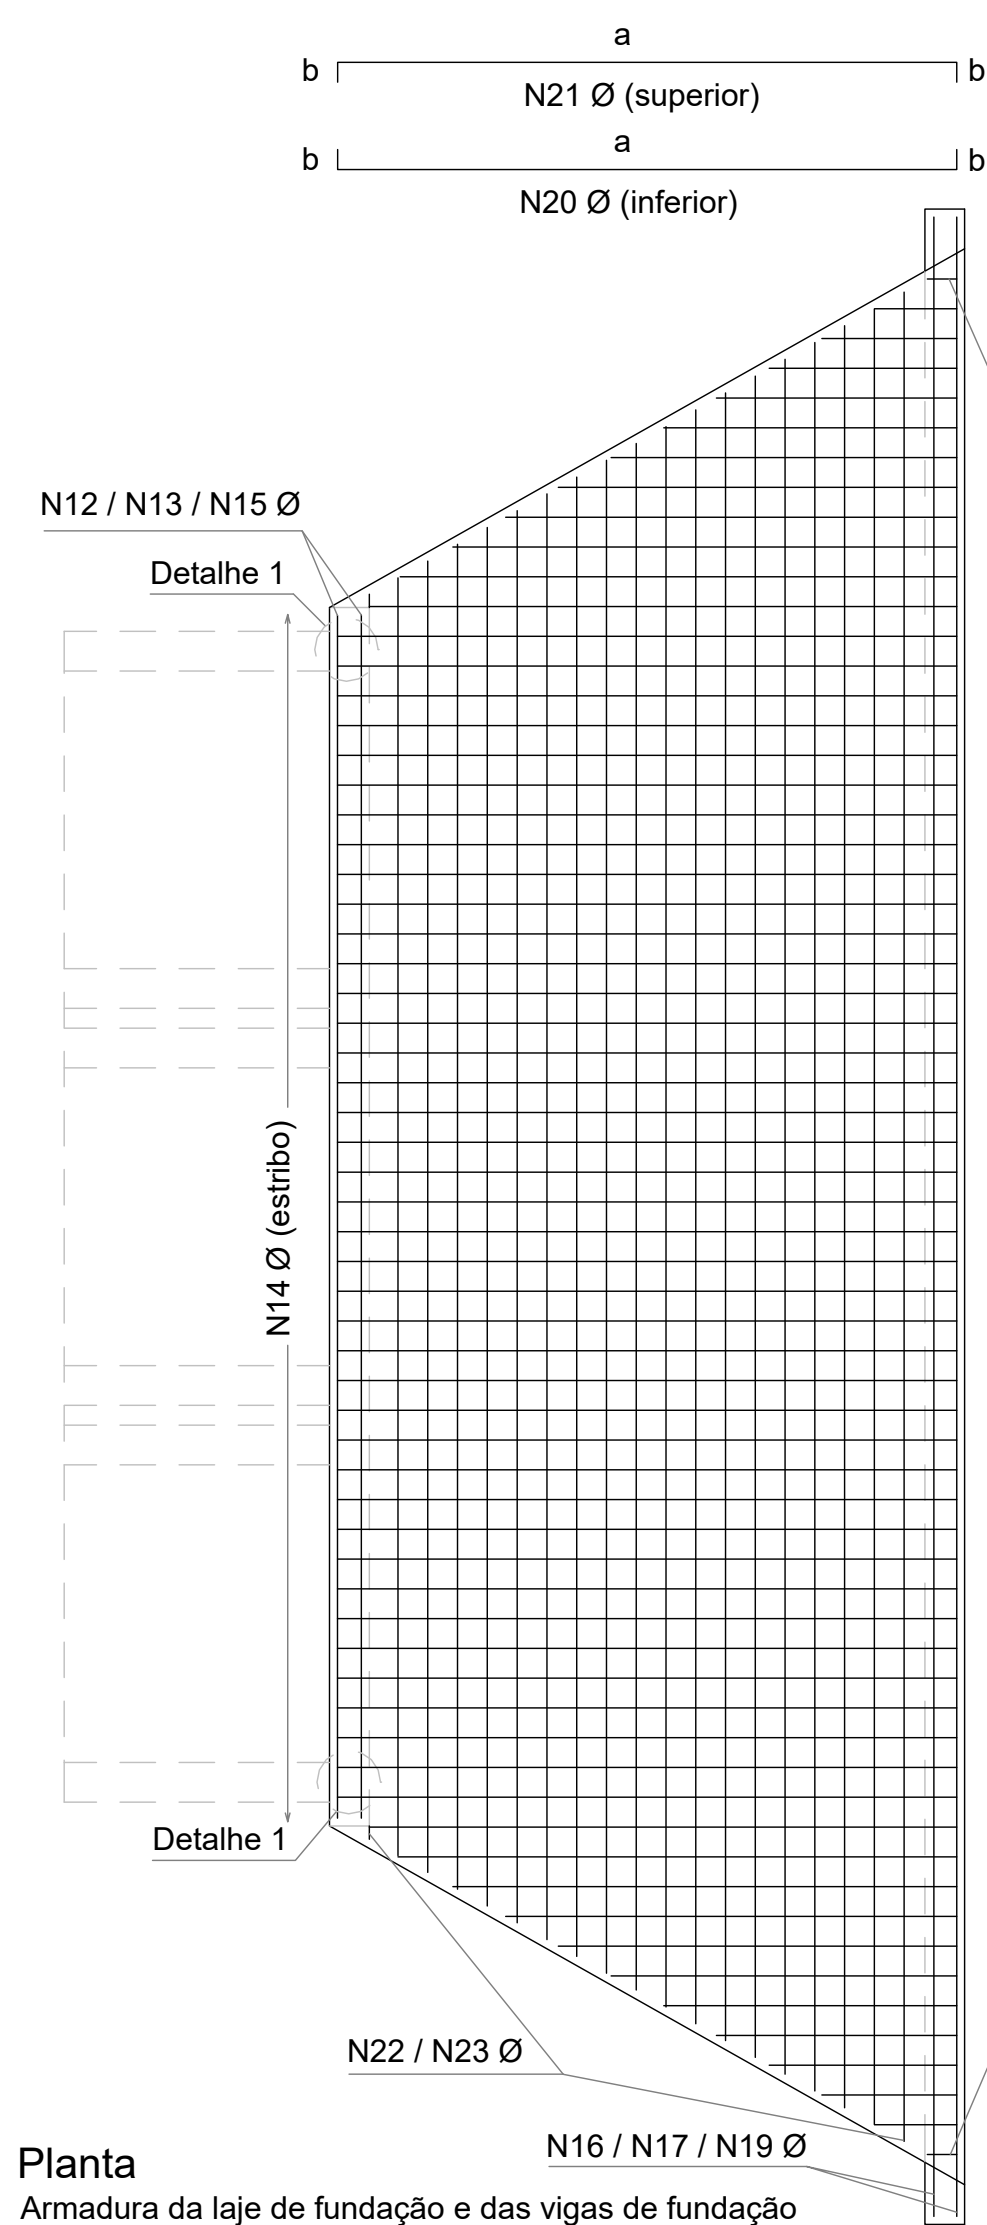 a
b b
N21 Ø (superior)
a
b b
N20 Ø (inferior)
N12 / N13 / N15 Ø
Detalhe 1
N14 Ø (estribo)
Detalhe 1
N22 / N23 Ø
N16 / N17 / N19 Ø
Planta
Armadura da laje de fundação e das vigas de fundação